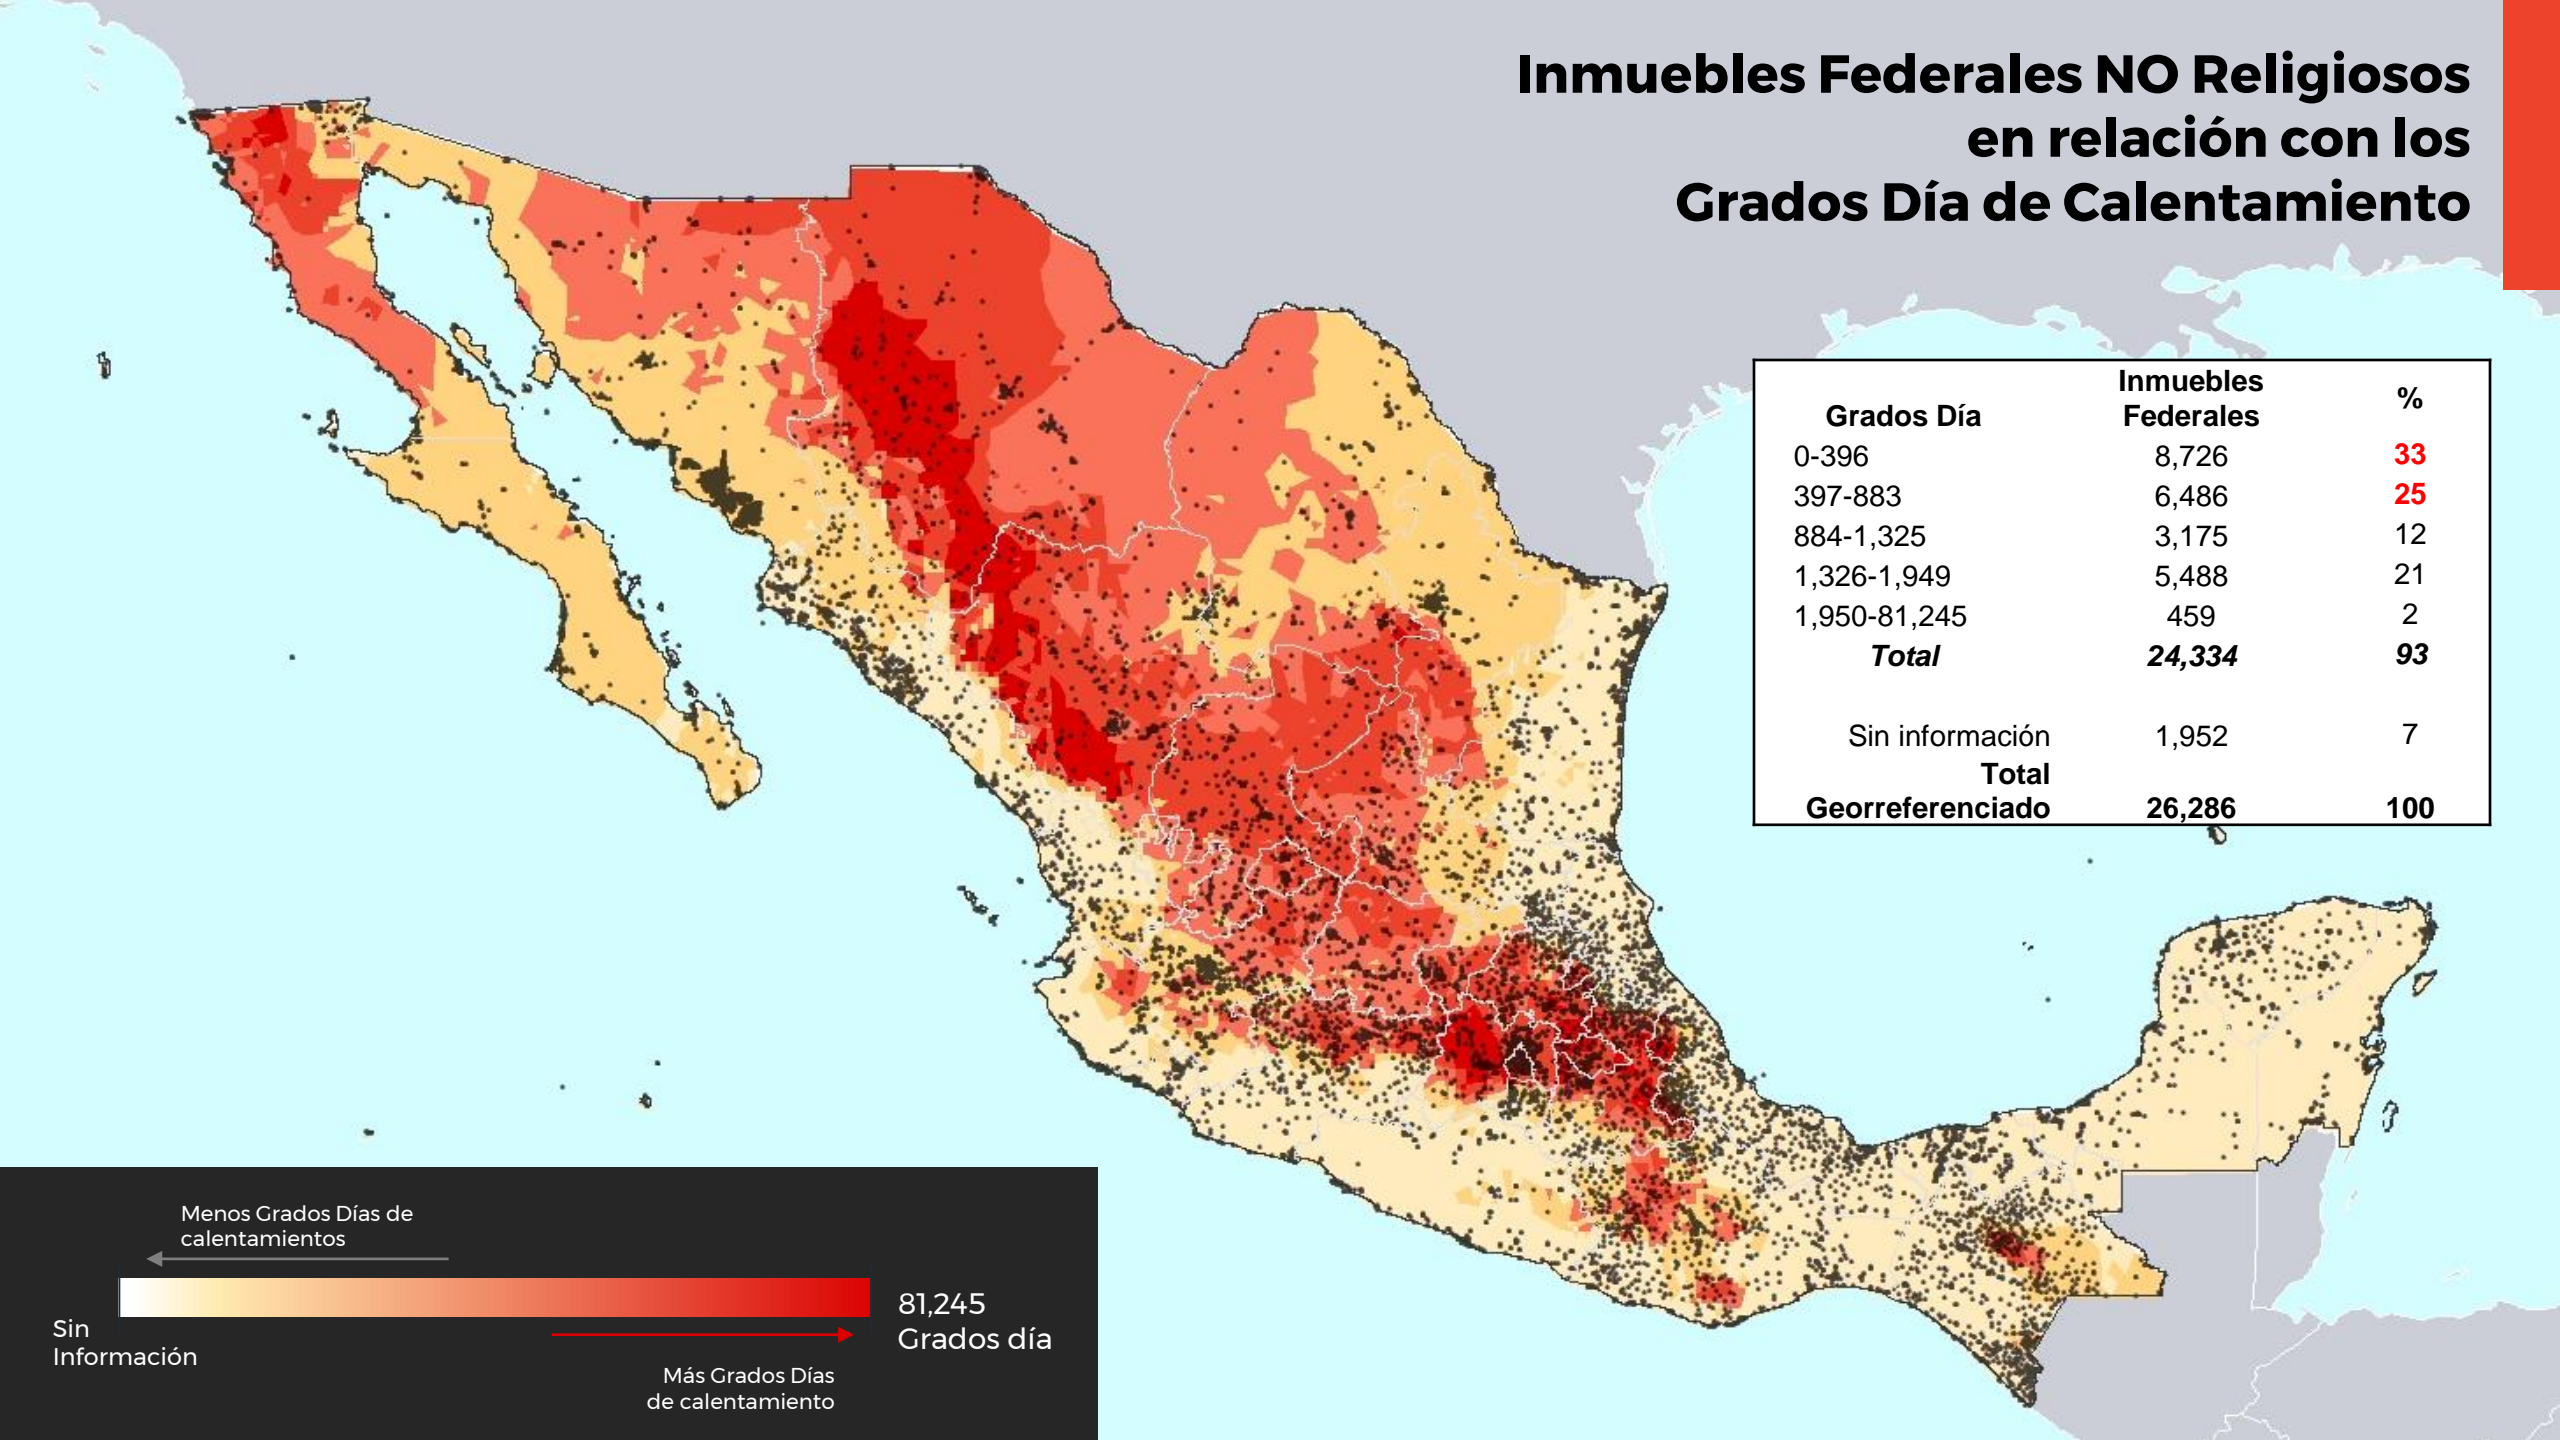 Inmuebles Federales NO Religiosos
en relación con los
Grados Día de Calentamiento
Grados Día Inmuebles Federales %
0-396 8,726 33
397-883 6,486 25
884-1,325 3,175 12
1,326-1,949 5,488 21
1,950-81,245 459 2
Total 24,334 93
Sin información 1,952 7
Total
Georreferenciado 26,286 100
Menos Grados Días de
calentamientos
81,245
Grados día
Sin
Información
Más Grados Días
de calentamiento